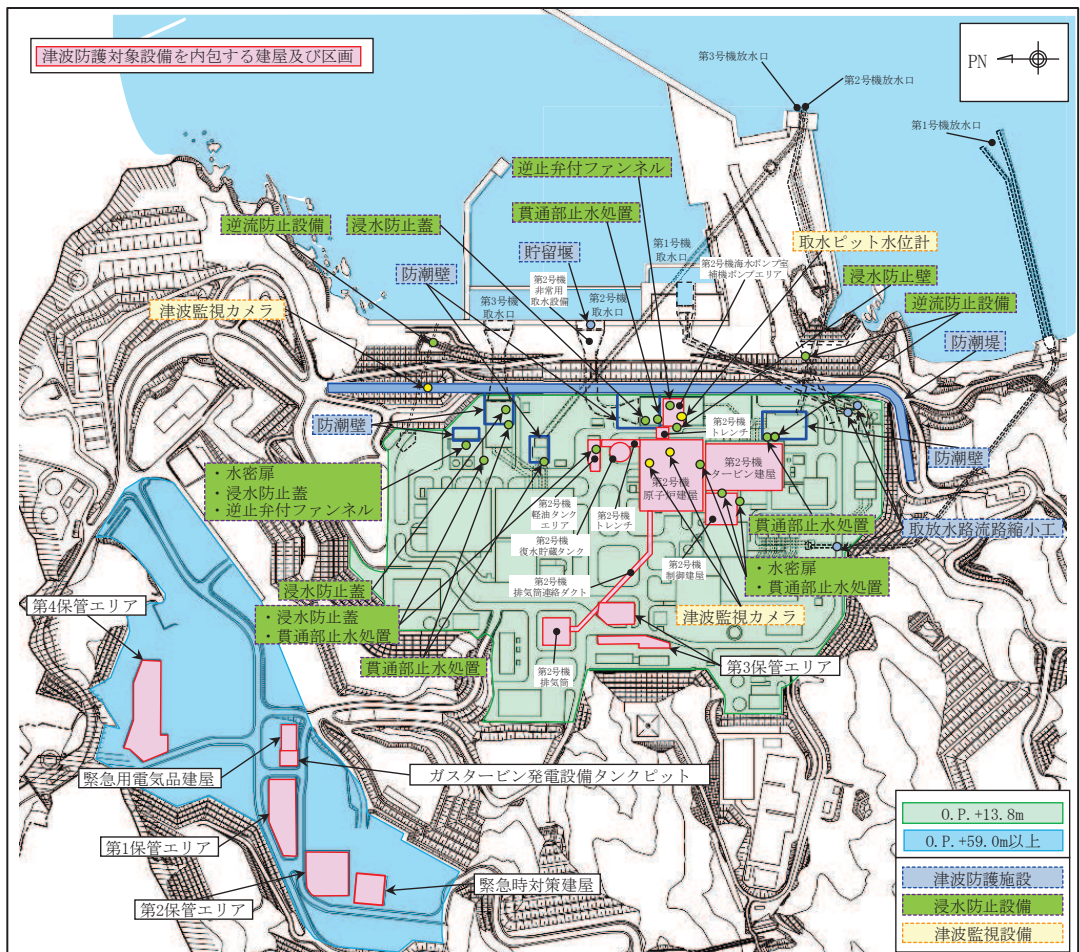 津波防護対象設備を内包する建屋及び区画
PN
第3号機放水口
第2号機放水口
第1号機放水口
逆止弁付ファンネル
貫通部止水処置
逆流防止設備
浸水防止蓋
防潮壁
貯留堰
第2号機
非常用
取水設備
第1号機
取水口
第2号機海水ポンプ室
補機ポンプエリア
取水ピット水位計
浸水防止壁
逆流防止設備
防潮堤
津波監視カメラ
第3号機
取水口
第2号機
取水口
防潮壁
・水密扉
・浸水防止蓋
・逆止弁付ファンネル
第2号機
トレンチ
第2号機
タービン建屋
第2号機
原子炉建屋
防潮壁
第2号機
軽油タンク
エリア
第2号機
トレンチ
第2号機
復水貯蔵タンク
貫通部止水処置
取放水路流路縮小工
第2号機
制御建屋
・水密扉
・貫通部止水処置
第2号機
排気筒連絡ダクト
浸水防止蓋
・浸水防止蓋
・貫通部止水処置
津波監視カメラ
貫通部止水処置
第2号機
排気筒
第3保管エリア
第4保管エリア
緊急用電気品建屋
ガスタービン発電設備タンクピット
第1保管エリア
第2保管エリア
緊急時対策建屋
O.P.+13.8m
O.P.+59.0m以上
津波防護施設
浸水防止設備
津波監視設備